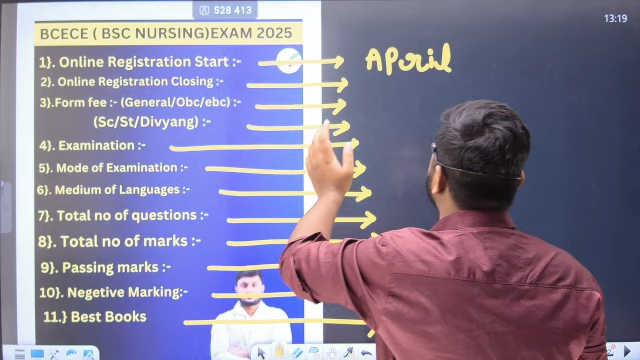 528 413
13:19
BCECE ( BSC NURSING)EXAM 2025
1}. Online Registration Start :- APeril
2}. Online Registration Closing :-
3}.Form fee :- (General/Obc/ebc) :-
(Sc/St/Divyang) :-
4}. Examination :-
5}. Mode of Examination :-
6}. Medium of Languages :-
7}. Total no of questions :-
8}. Total no of marks :-
9}. Passing marks :-
10}. Negetive Marking:-
11.} Best Books